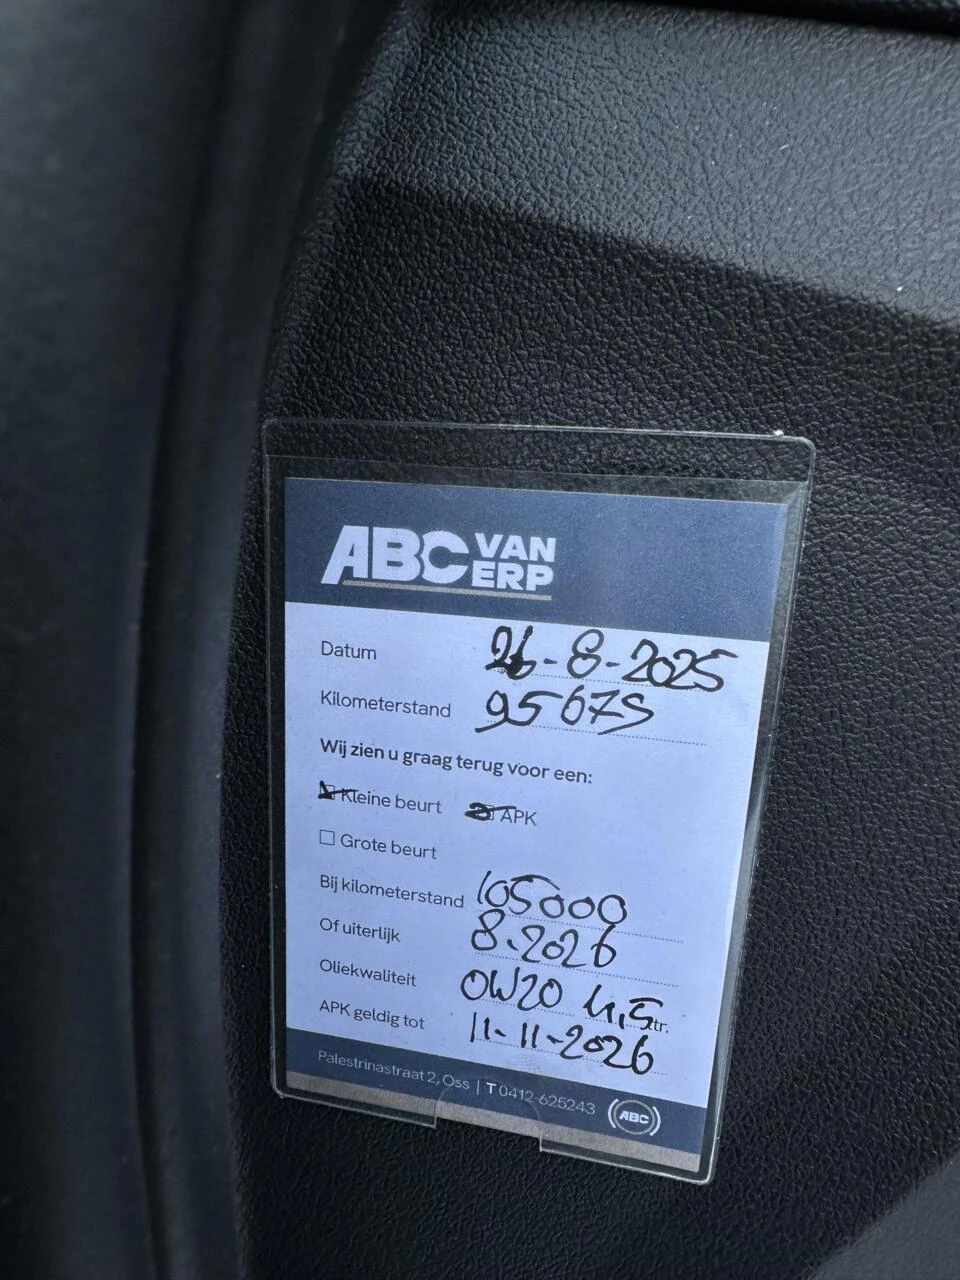 ABC VAN ERP
Datum 26-8-2025
Kilometerstand 95675
Wij zien u graag terug voor een:
Kleine beurt APK
☐ Grote beurt
Bij kilometerstand 105000
Of uiterlijk 8.2026
Oliekwaliteit 0W20 4,5 ltr.
APK geldig tot 11-11-2026
Palestrinastraat 2, Oss | T 0412-625243 ABC